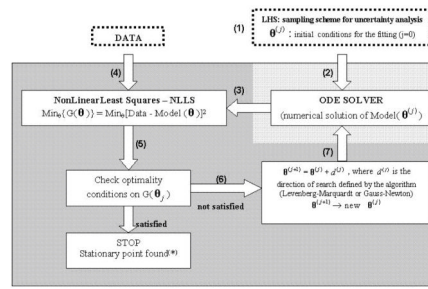 (1)
LHS: sampling scheme for uncertainty analysis
θ^(j) : initial conditions for the fitting (j=0)
DATA
(4)
(2)
(3)
NonLinearLeast Squares – NLLS
Min_θ{G(θ)} = Min_θ[Data - Model(θ)]²
ODE SOLVER
(numerical solution of Model(θ^(j))
(5)
(7)
Check optimality
conditions on G(θ_j)
(6)
not satisfied
θ^(j+1) = θ^(j) + d^(j), where d^(j) is the
direction of search defined by the algorithm
(Levenberg-Marquardt or Gauss-Newton)
θ^(j+1) → new θ^(j)
satisfied
STOP
Stationary point found(*)